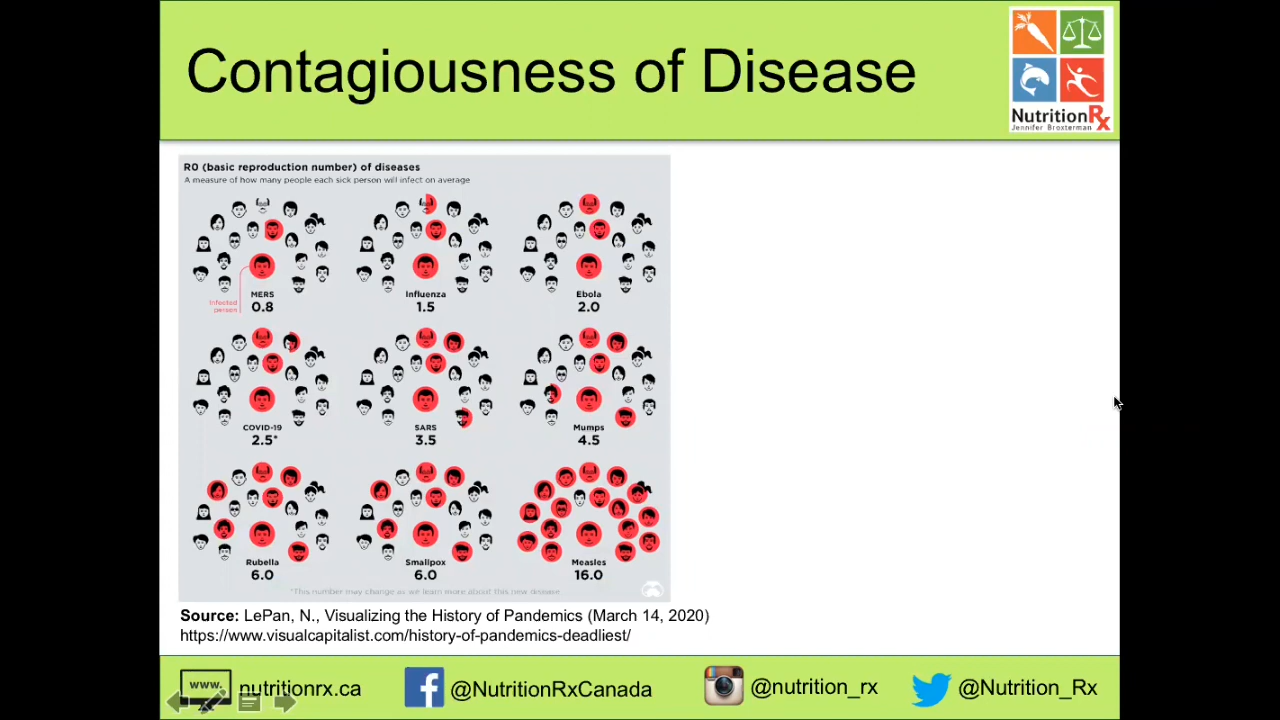 Contagiousness of Disease
NutritionRx
Jennifer Broxterman
R0 (basic reproduction number) of diseases
A measure of how many people each sick person will infect on average
Infected
person
MERS
0.8
Influenza
1.5
Ebola
2.0
COVID-19
2.5*
SARS
3.5
Mumps
4.5
Rubella
6.0
Smallpox
6.0
Measles
16.0
*This number may change as we learn more about this new disease
Source: LePan, N., Visualizing the History of Pandemics (March 14, 2020)
https://www.visualcapitalist.com/history-of-pandemics-deadliest/
www.
nutritionrx.ca
@NutritionRxCanada
@nutrition_rx
@Nutrition_Rx